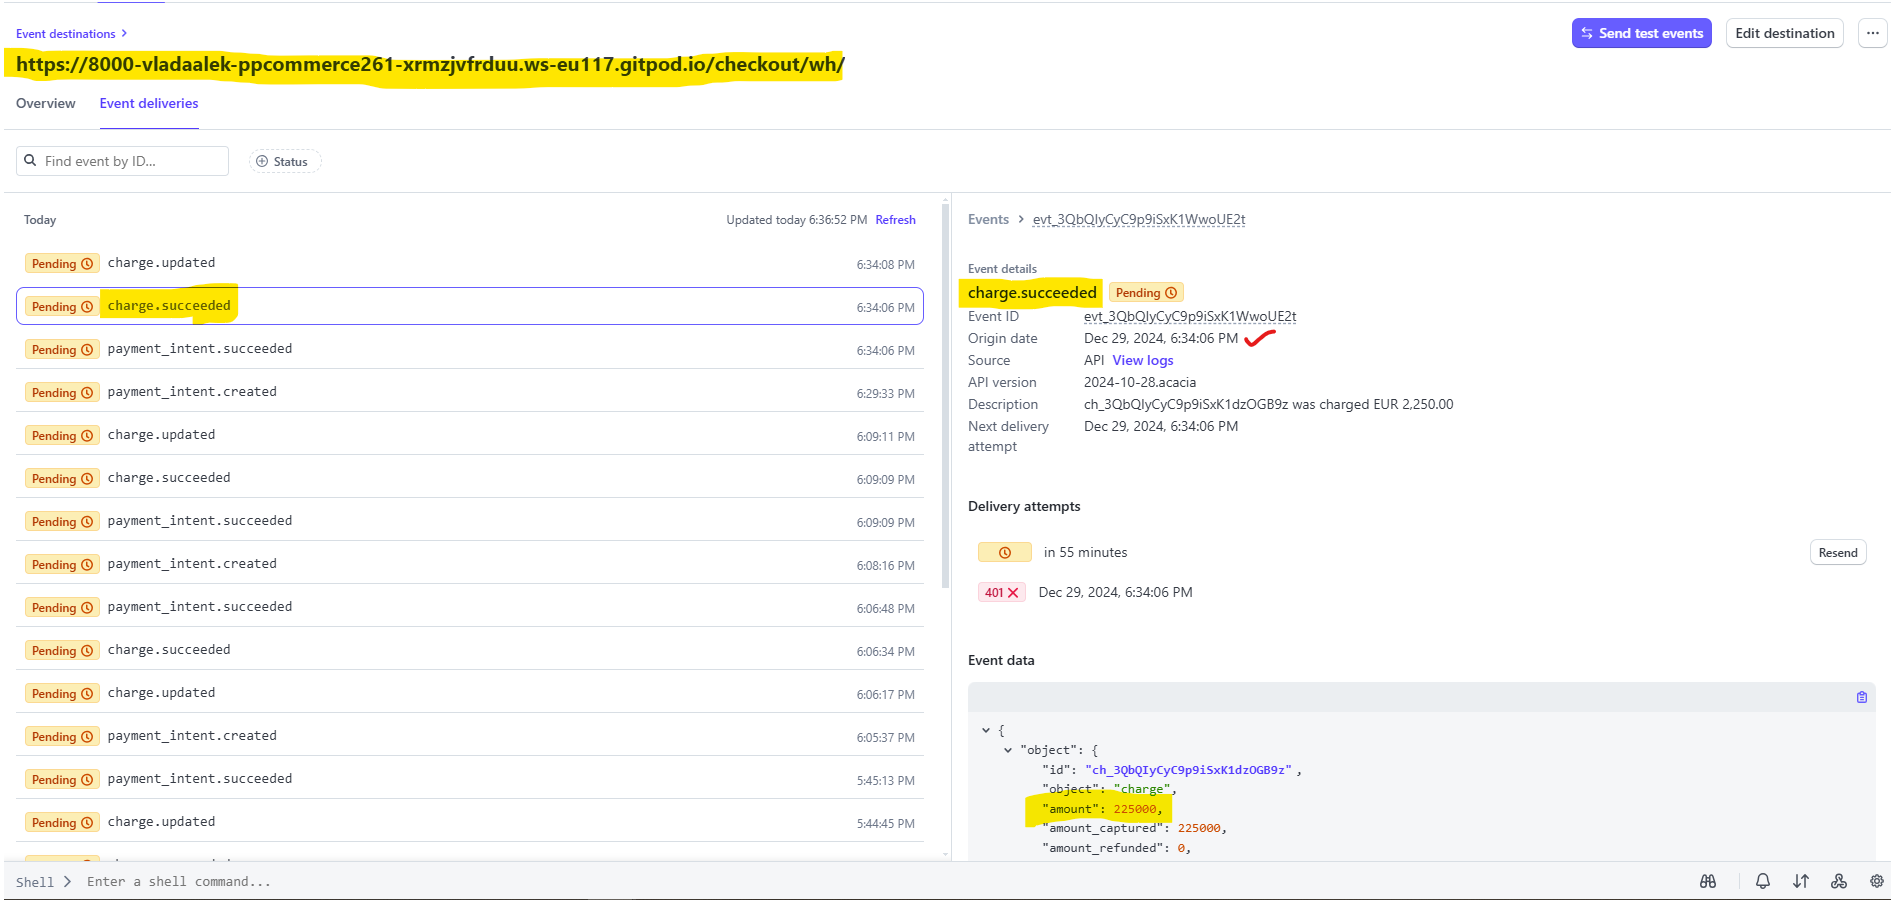 Event destinations >
Send test events
Edit destination
...
https://8000-vladaalek-ppcommerce261-xrmzjvfrduu.ws-eu117.gitpod.io/checkout/wh/
Overview
Event deliveries
Find event by ID...
Status
Today
Updated today 6:36:52 PM Refresh
Pending charge.updated 6:34:08 PM
Pending charge.succeeded 6:34:06 PM
Pending payment_intent.succeeded 6:34:06 PM
Pending payment_intent.created 6:29:33 PM
Pending charge.updated 6:09:11 PM
Pending charge.succeeded 6:09:09 PM
Pending payment_intent.succeeded 6:09:09 PM
Pending payment_intent.created 6:08:16 PM
Pending payment_intent.succeeded 6:06:48 PM
Pending charge.succeeded 6:06:34 PM
Pending charge.updated 6:06:17 PM
Pending payment_intent.created 6:05:37 PM
Pending payment_intent.succeeded 5:45:13 PM
Pending charge.updated 5:44:45 PM
Events > evt_3QbQIyCyC9p9iSxK1WwoUE2t
Event details
charge.succeeded Pending
Event ID evt_3QbQIyCyC9p9iSxK1WwoUE2t
Origin date Dec 29, 2024, 6:34:06 PM
Source API View logs
API version 2024-10-28.acacia
Description ch_3QbQIyCyC9p9iSxK1dzOGB9z was charged EUR 2,250.00
Next delivery Dec 29, 2024, 6:34:06 PM
attempt
Delivery attempts
in 55 minutes
Resend
401 Dec 29, 2024, 6:34:06 PM
Event data
{
"object": {
"id": "ch_3QbQIyCyC9p9iSxK1dzOGB9z" ,
"object": "charge",
"amount": 225000,
"amount_captured": 225000,
"amount_refunded": 0,
Shell > Enter a shell command...